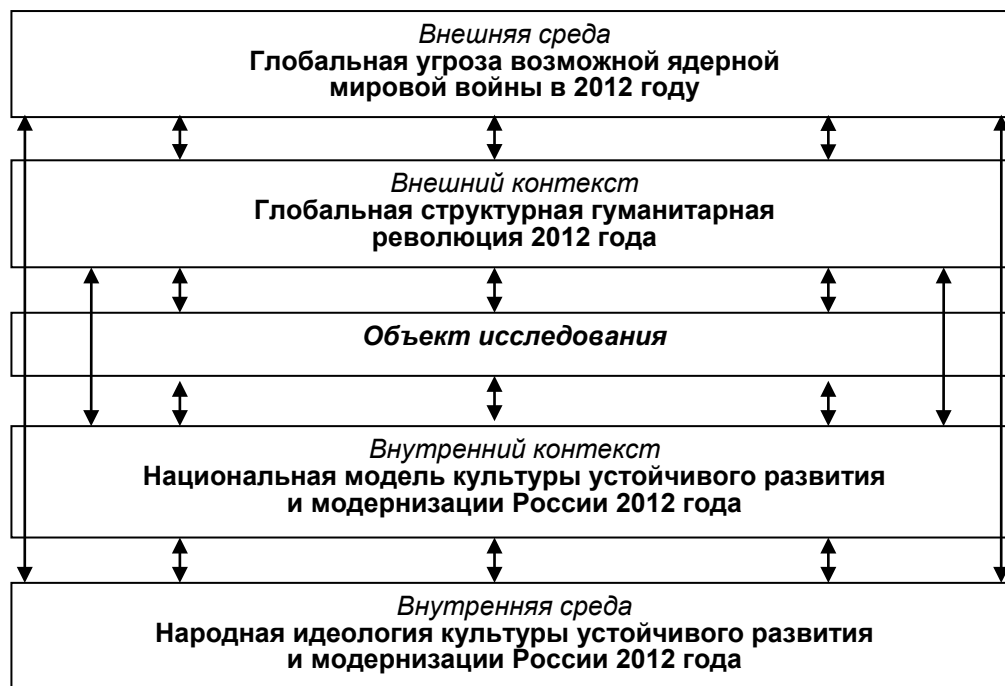 Внешняя среда
Глобальная угроза возможной ядерной
мировой войны в 2012 году
Внешний контекст
Глобальная структурная гуманитарная
революция 2012 года
Объект исследования
Внутренний контекст
Национальная модель культуры устойчивого развития
и модернизации России 2012 года
Внутренняя среда
Народная идеология культуры устойчивого развития
и модернизации России 2012 года